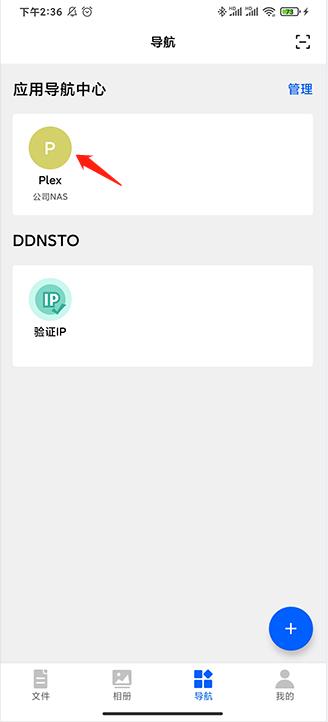 下午2:36
73
导航
应用导航中心
管理
P
Plex
公司NAS
DDNSTO
IP
验证IP
+
文件
相册
导航
我的